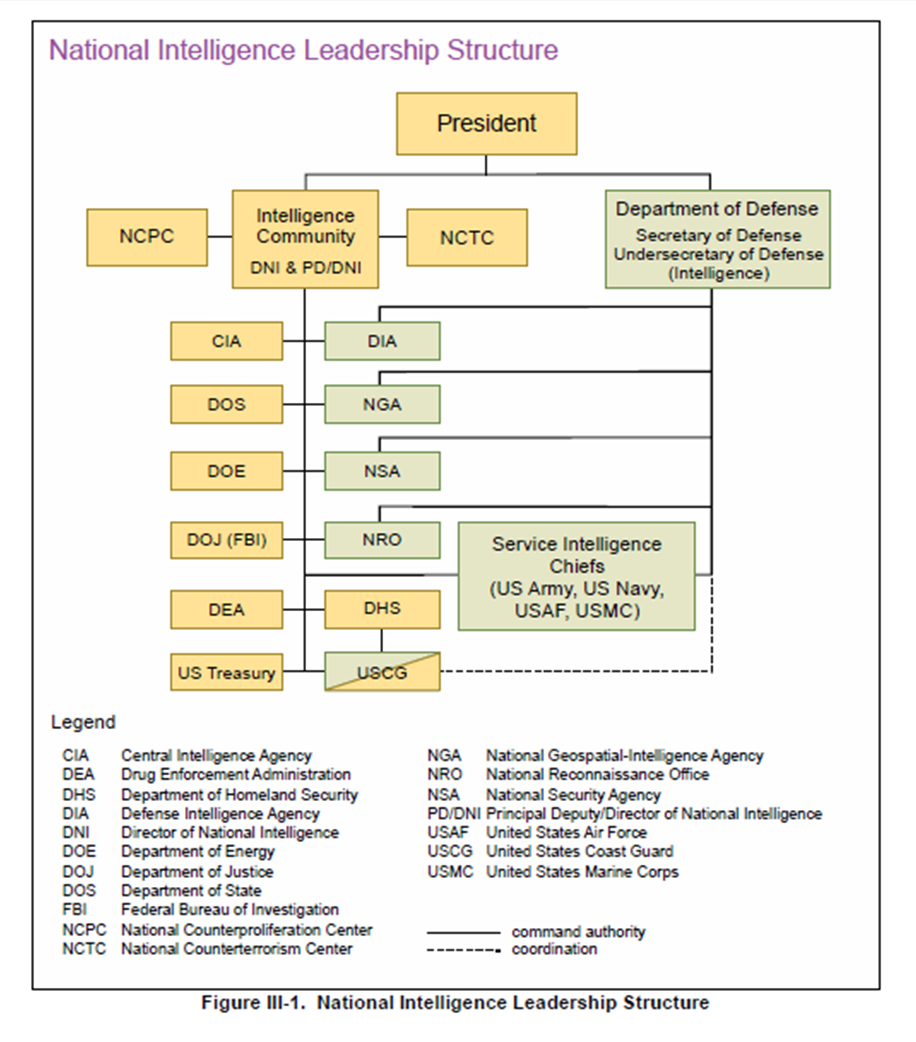 National Intelligence Leadership Structure
President
NCPC
Intelligence
Community
DNI & PD/DNI
NCTC
Department of Defense
Secretary of Defense
Undersecretary of Defense
(Intelligence)
CIA
DIA
DOS
NGA
DOE
NSA
DOJ (FBI)
NRO
Service Intelligence
Chiefs
(US Army, US Navy,
USAF, USMC)
DEA
DHS
US Treasury
USCG
Legend
CIA Central Intelligence Agency
DEA Drug Enforcement Administration
DHS Department of Homeland Security
DIA Defense Intelligence Agency
DNI Director of National Intelligence
DOE Department of Energy
DOJ Department of Justice
DOS Department of State
FBI Federal Bureau of Investigation
NCPC National Counterproliferation Center
NCTC National Counterterrorism Center
NGA National Geospatial-Intelligence Agency
NRO National Reconnaissance Office
NSA National Security Agency
PD/DNI Principal Deputy/Director of National Intelligence
USAF United States Air Force
USCG United States Coast Guard
USMC United States Marine Corps
command authority
coordination
Figure III-1. National Intelligence Leadership Structure